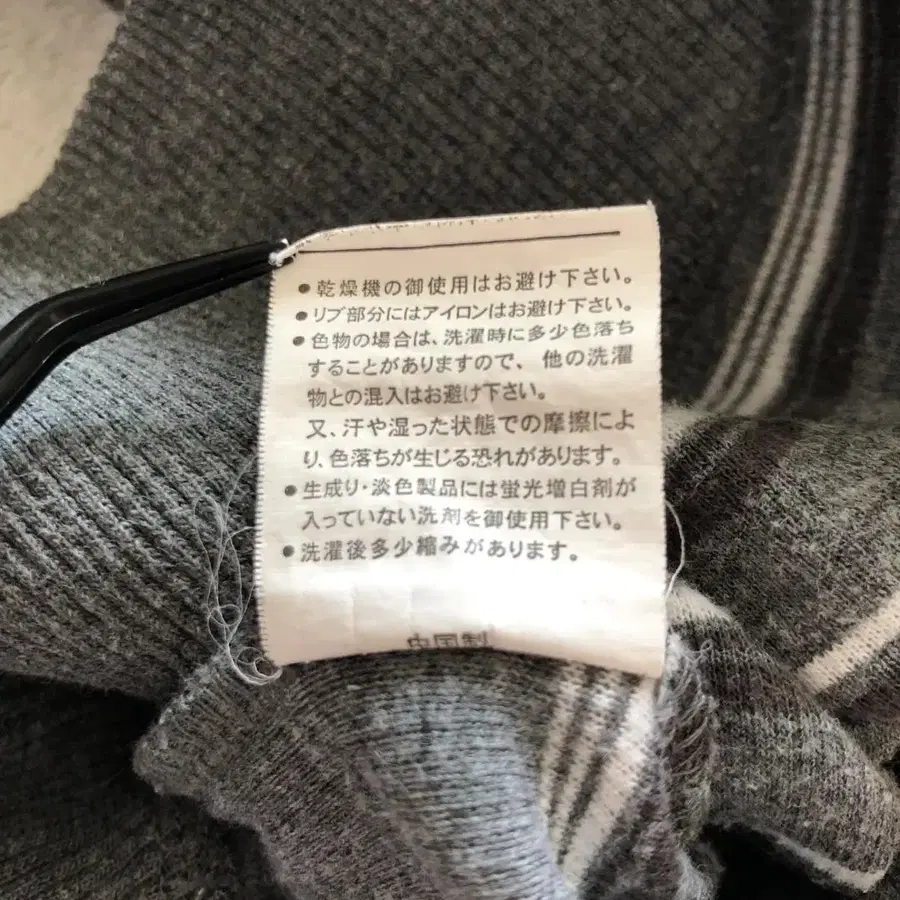 ●乾燥機の御使用はお避け下さい。
●リブ部分にはアイロンはお避け下さい。
●色物の場合は、洗濯時に多少色落ち
することがありますので、他の洗濯
物との混入はお避け下さい。
又、汗や湿った状態での摩擦によ
り、色落ちが生じる恐れがあります。
●生成り・淡色製品には蛍光増白剤が
入っていない洗剤を御使用下さい。
●洗濯後多少縮みがあります。
中国製